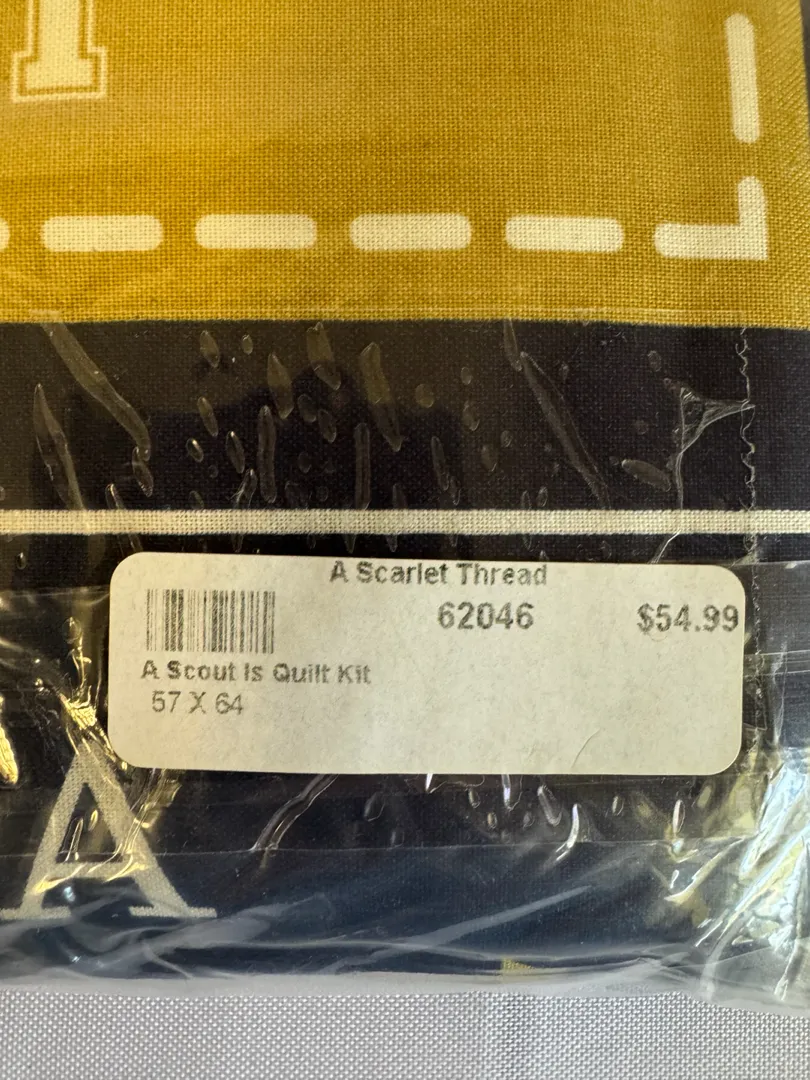 I
A Scarlet Thread
62046 $54.99
A Scout Is Quilt Kit
57 X 64
A